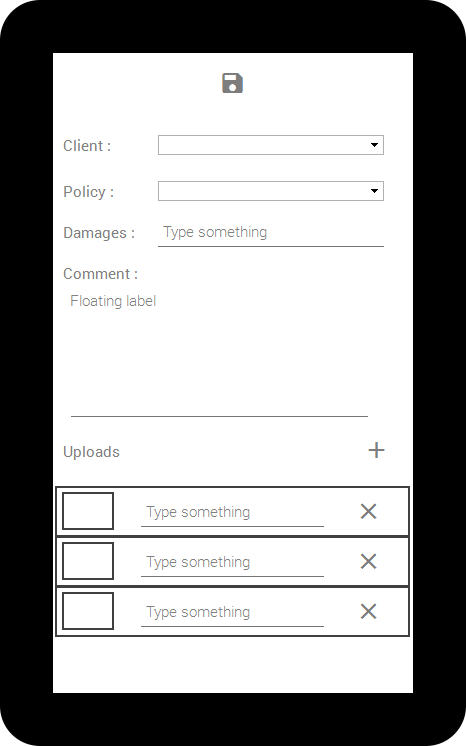 Client :
Policy :
Damages : Type something
Comment :
Floating label
Uploads
Type something
Type something
Type something